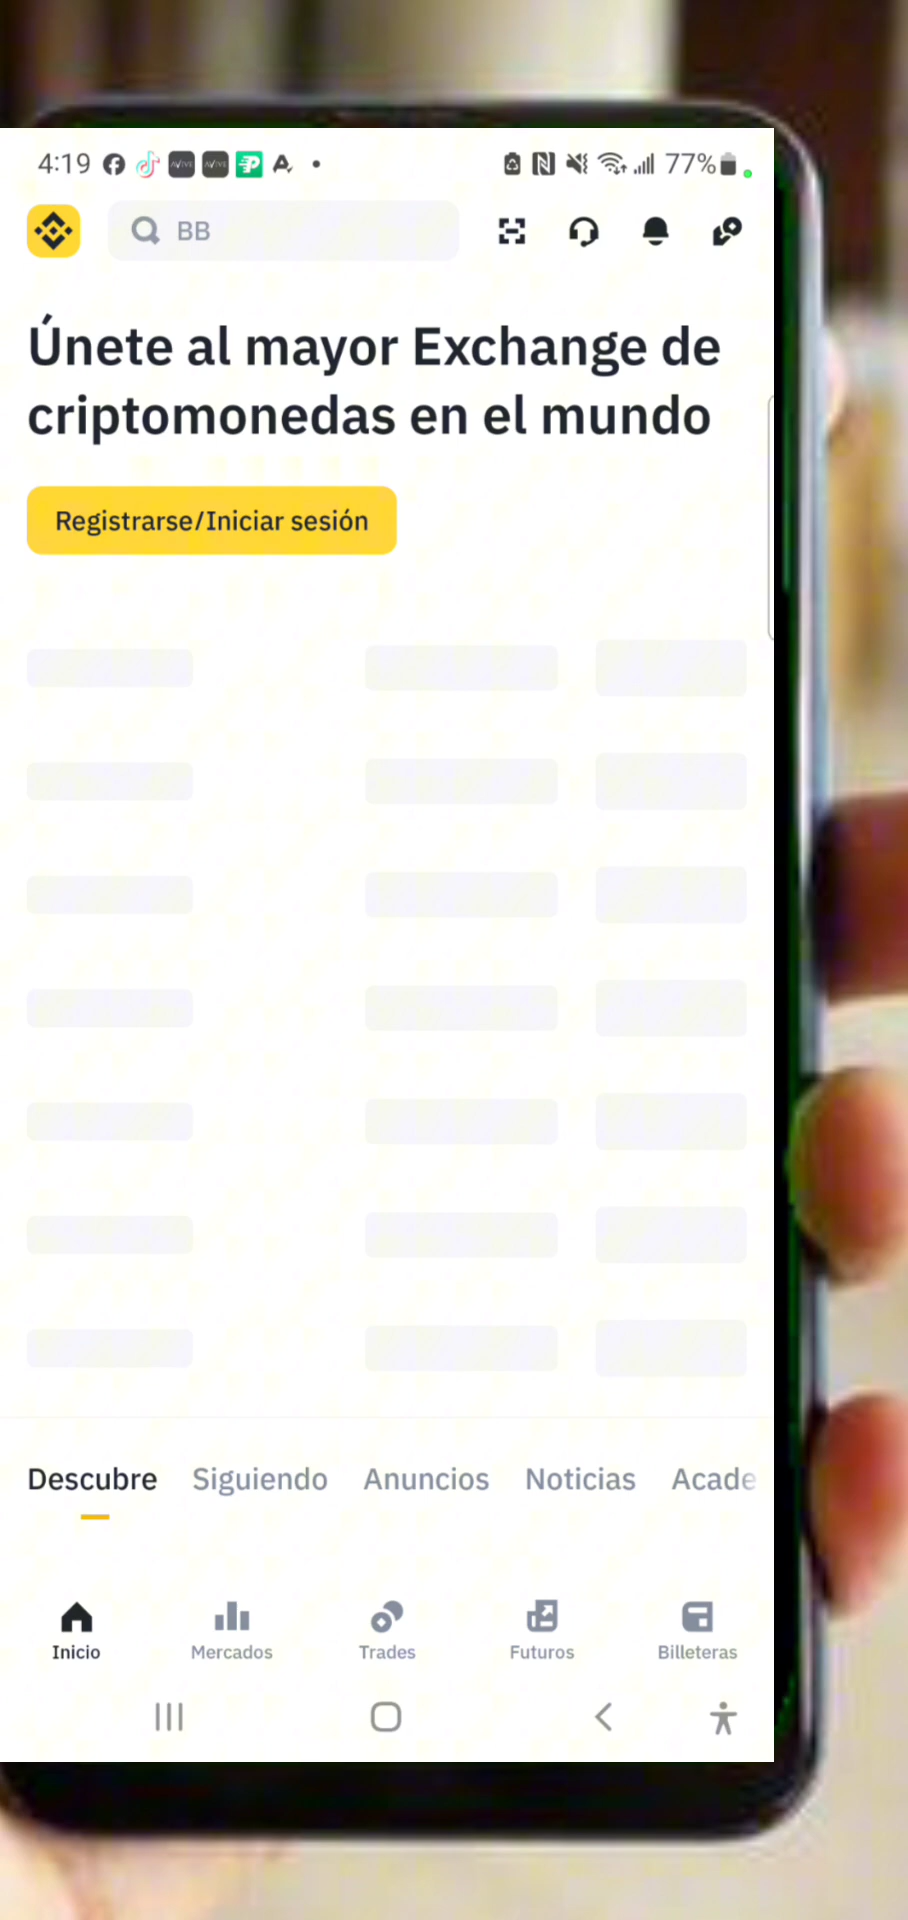 4:19
77%
BB
Únete al mayor Exchange de
criptomonedas en el mundo
Registrarse/Iniciar sesión
Descubre Siguiendo Anuncios Noticias Acade
Inicio Mercados Trades Futuros Billeteras